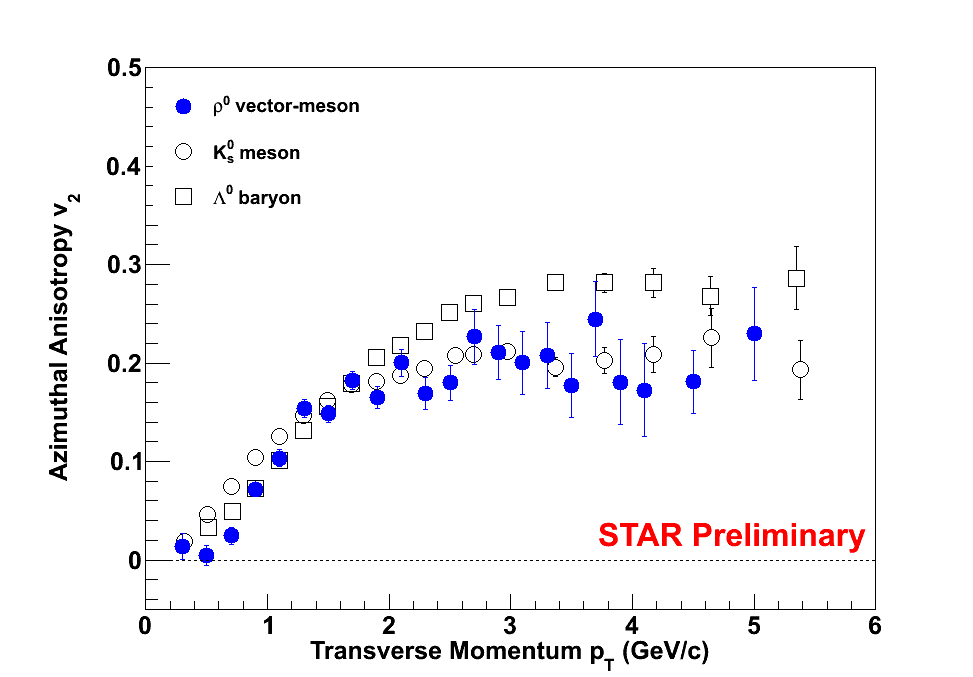 0.5
ρ⁰ vector-meson
K⁰ₛ meson
0.4
Λ⁰ baryon
0.3
0.2
0.1
STAR Preliminary
0
0 1 2 3 4 5 6
Transverse Momentum p_T (GeV/c)
Azimuthal Anisotropy v₂